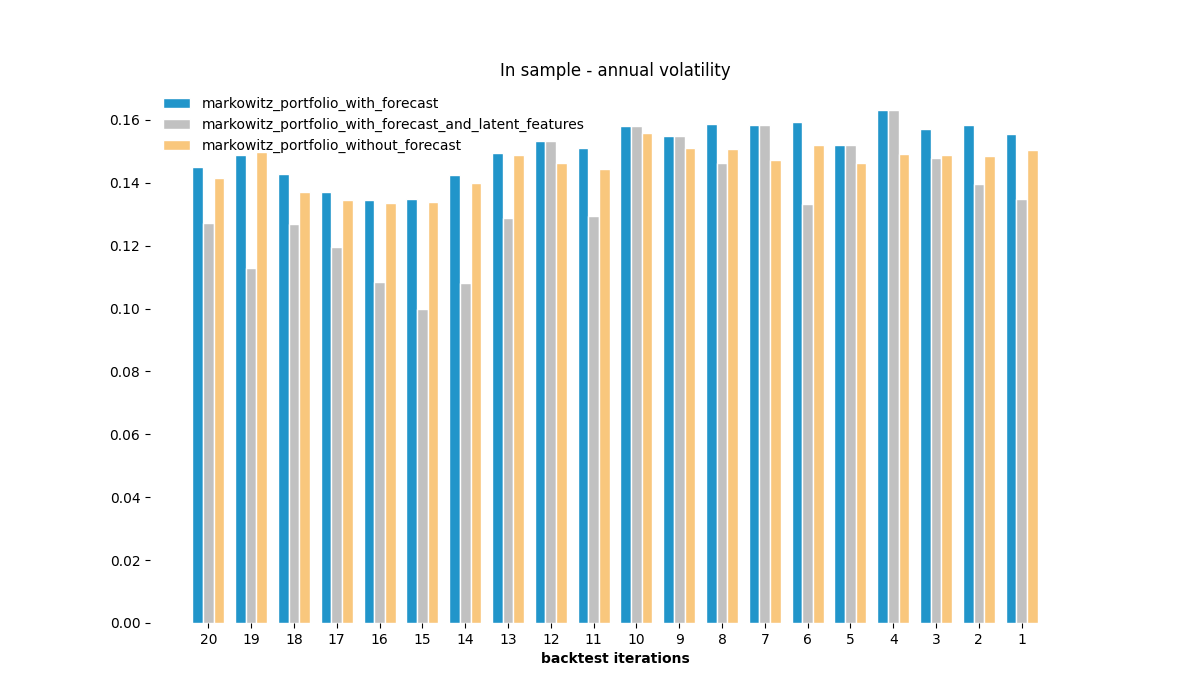 In sample - annual volatility
markowitz_portfolio_with_forecast
markowitz_portfolio_with_forecast_and_latent_features
markowitz_portfolio_without_forecast
0.16
0.14
0.12
0.10
0.08
0.06
0.04
0.02
0.00
20 19 18 17 16 15 14 13 12 11 10 9 8 7 6 5 4 3 2 1
backtest iterations